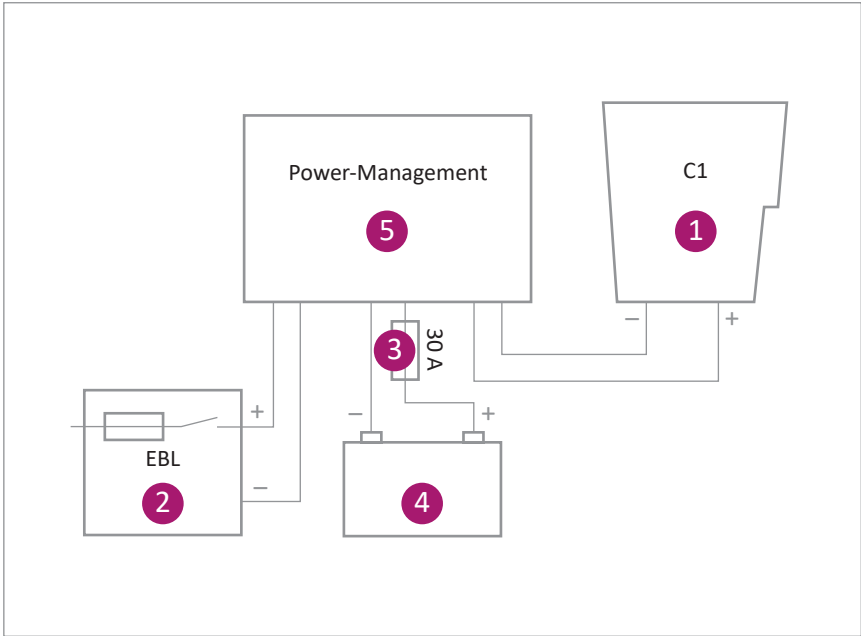 Power-Management
5
C1
1
− +
3
30 A
+
− +
EBL
−
2
4